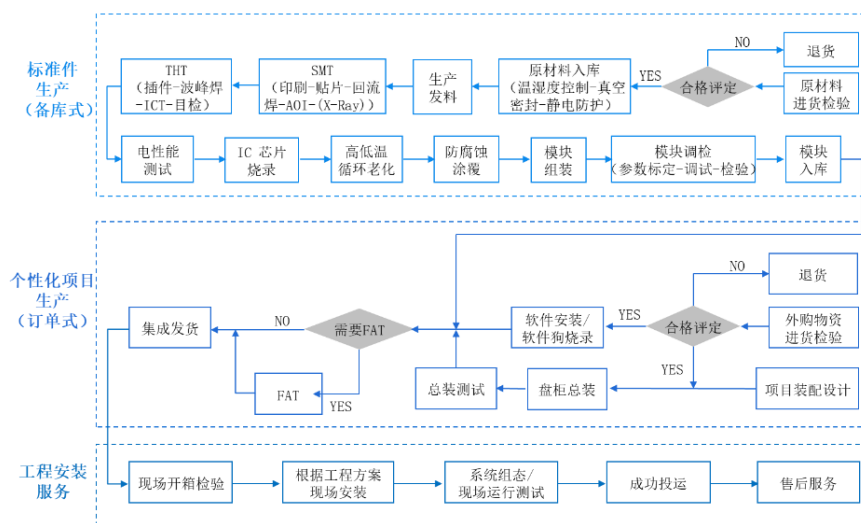 标准件
生产
（备库式）
THT
（插件-波峰焊
-ICT-目检）
SMT
（印刷-贴片-回流
焊-AOI-(X-Ray)）
生产
发料
原材料入库
（温湿度控制-真空
密封-静电防护）
YES
合格评定
NO
退货
原材料
进货检验
电性能
测试
IC 芯片
烧录
高低温
循环老化
防腐蚀
涂覆
模块
组装
模块调检
（参数标定-调试-检验）
模块
入库
个性化项目
生产
（订单式）
集成发货
NO
需要FAT
YES
FAT
软件安装/
软件狗烧录
YES
合格评定
NO
退货
外购物资
进货检验
YES
总装测试
盘柜总装
项目装配设计
工程安装
服务
现场开箱检验
根据工程方案
现场安装
系统组态/
现场运行测试
成功投运
售后服务